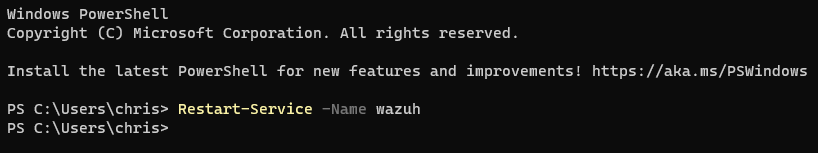 Windows PowerShell
Copyright (C) Microsoft Corporation. All rights reserved.
Install the latest PowerShell for new features and improvements! https://aka.ms/PSWindows
PS C:\Users\chris> Restart-Service -Name wazuh
PS C:\Users\chris>